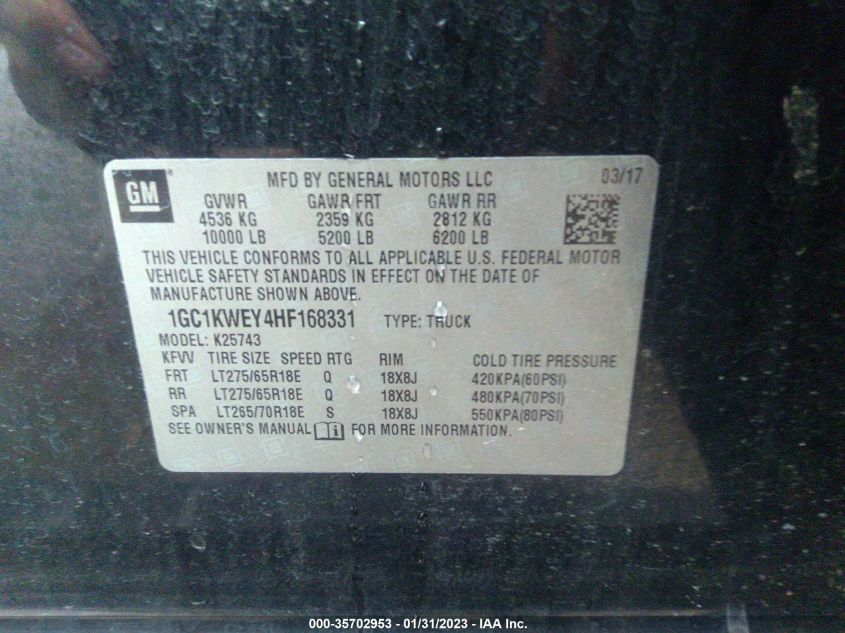 GM
MFD BY GENERAL MOTORS LLC 03/17
GVWR GAWR FRT GAWR RR
4536 KG 2359 KG 2812 KG
10000 LB 5200 LB 6200 LB
THIS VEHICLE CONFORMS TO ALL APPLICABLE U.S. FEDERAL MOTOR
VEHICLE SAFETY STANDARDS IN EFFECT ON THE DATE OF
MANUFACTURE SHOWN ABOVE.
1GC1KWEY4HF168331 TYPE: TRUCK
MODEL: K25743
KFW TIRE SIZE SPEED RTG RIM COLD TIRE PRESSURE
FRT LT275/65R18E Q 18X8J 420KPA(60PSI)
RR LT275/65R18E Q 18X8J 480KPA(70PSI)
SPA LT265/70R18E S 18X8J 550KPA(80PSI)
SEE OWNER'S MANUAL FOR MORE INFORMATION.
000-35702953 - 01/31/2023 - IAA Inc.